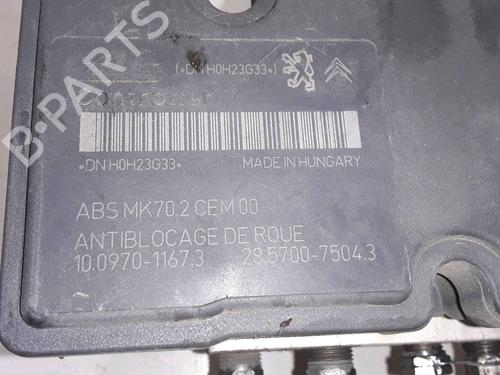 B-PARTS
(*DN H0H23G33*)
Controller
*DN H0H23G33*
MADE IN HUNGARY
ABS MK70.2 CEM 00
ANTIBLOCAGE DE ROUE
10.0970-1167.3 28.5700-7504.3